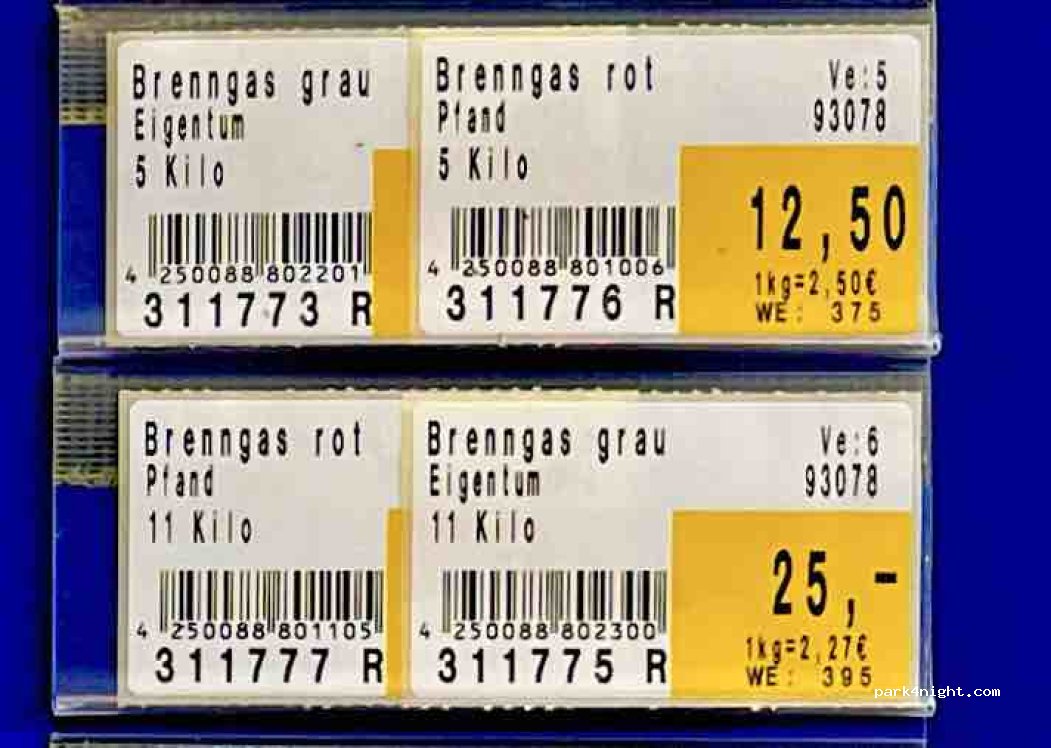 Brenngas grau
Eigentum
5 Kilo
4 250088 802201
311773 R
Brenngas rot
Pfand
5 Kilo
4 250088 801006
311776 R
Ve:5
93078
12,50
1kg=2,50€
WE: 375
Brenngas rot
Pfand
11 Kilo
4 250088 801105
311777 R
Brenngas grau
Eigentum
11 Kilo
4 250088 802300
311775 R
Ve:6
93078
25,-
1kg=2,27€
WE: 395
park4night.com